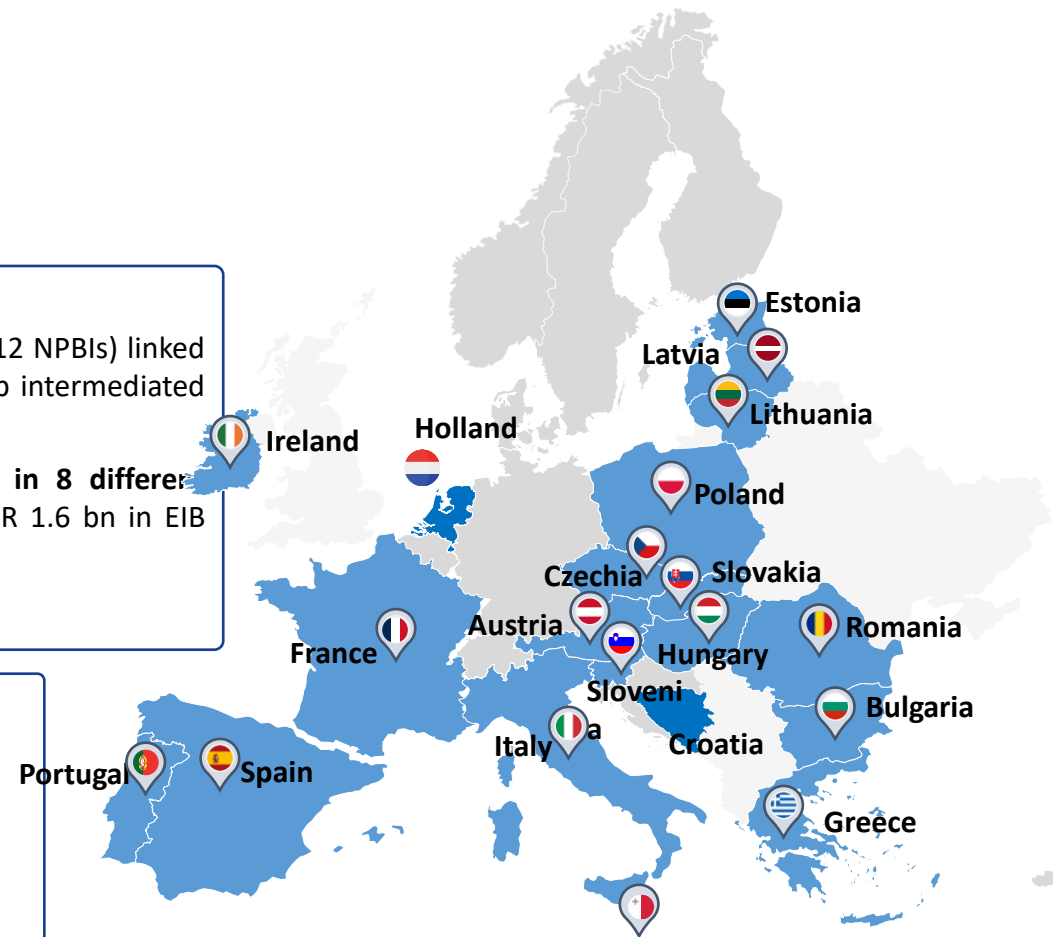 Estonia
12 NPBIs) linked
Latvia
p intermediated
Lithuania
Holland
Ireland
in 8 differen
Poland
R 1.6 bn in EIB
Czechia
Slovakia
Austria
Romania
France
Hungary
Sloveni
a
Bulgaria
Italy
Croatia
Portugal
Spain
Greece